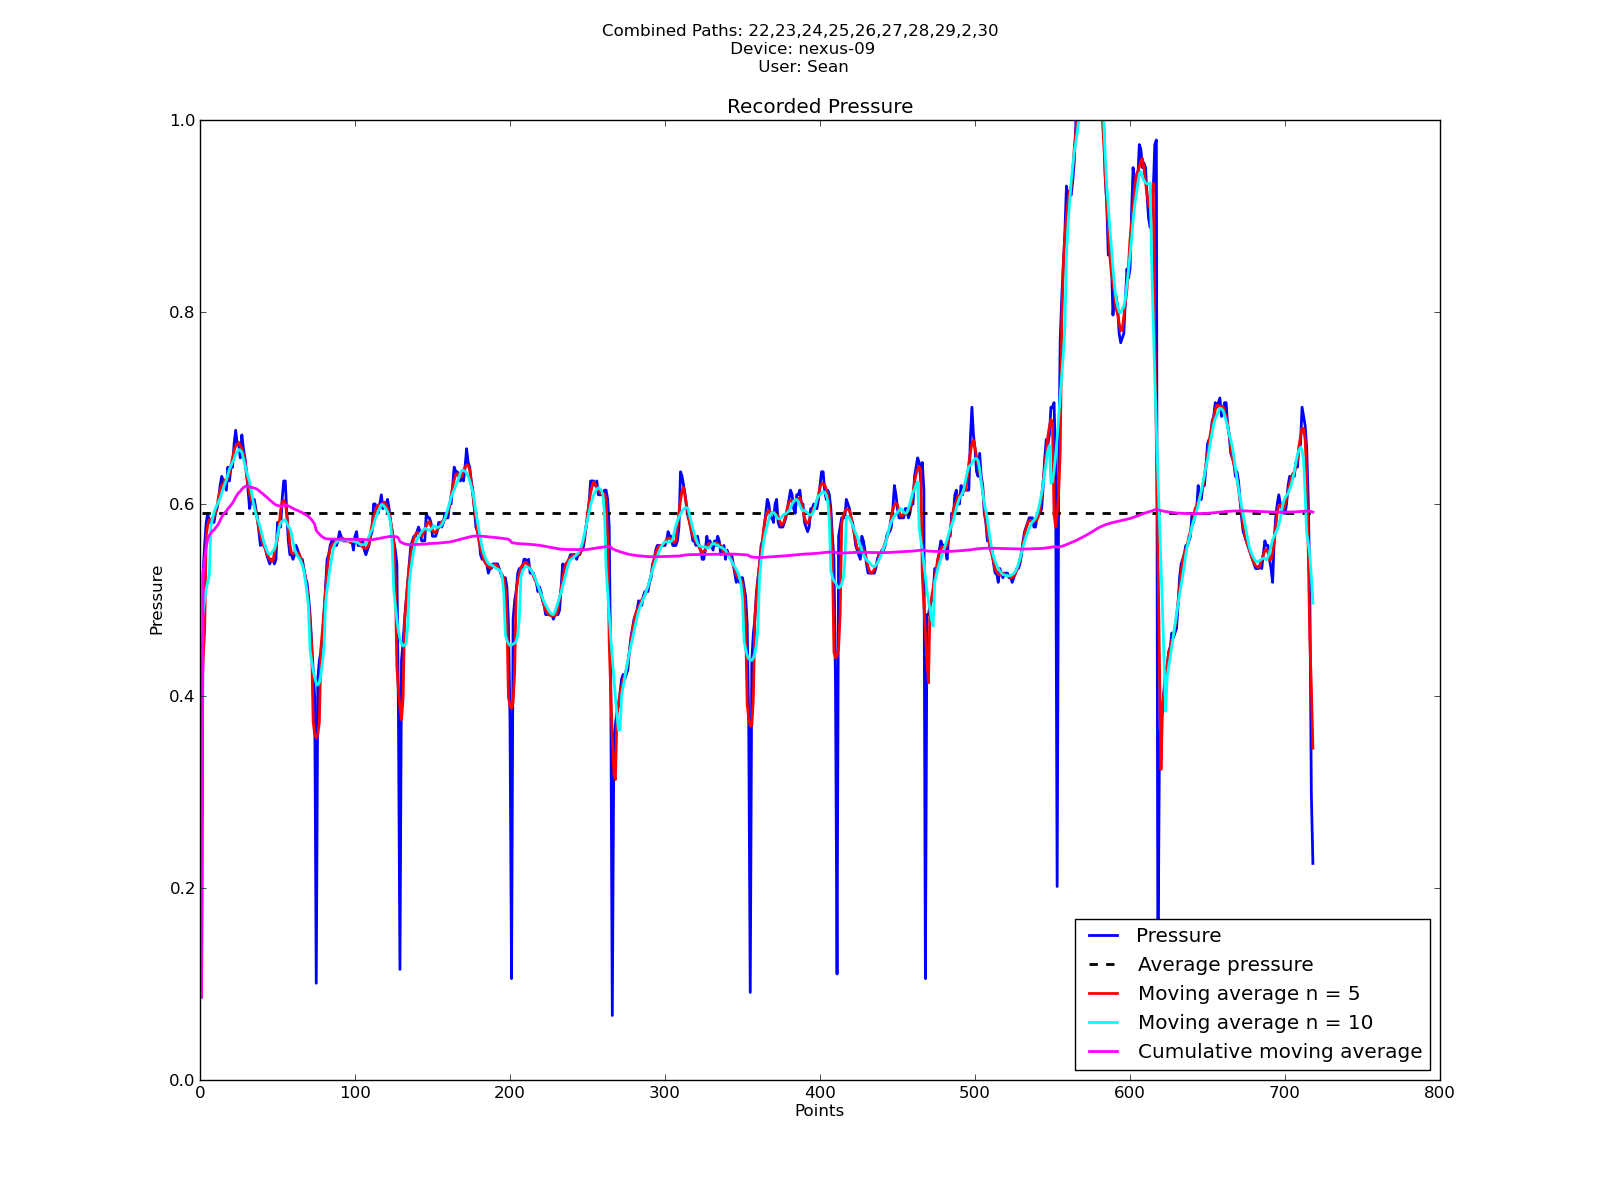 Combined Paths: 22,23,24,25,26,27,28,29,2,30
Device: nexus-09
User: Sean
Recorded Pressure
1.0
0.8
0.6
0.4
0.2
0.0
Pressure
0 100 200 300 400 500 600 700 800
Points
Pressure
Average pressure
Moving average n = 5
Moving average n = 10
Cumulative moving average